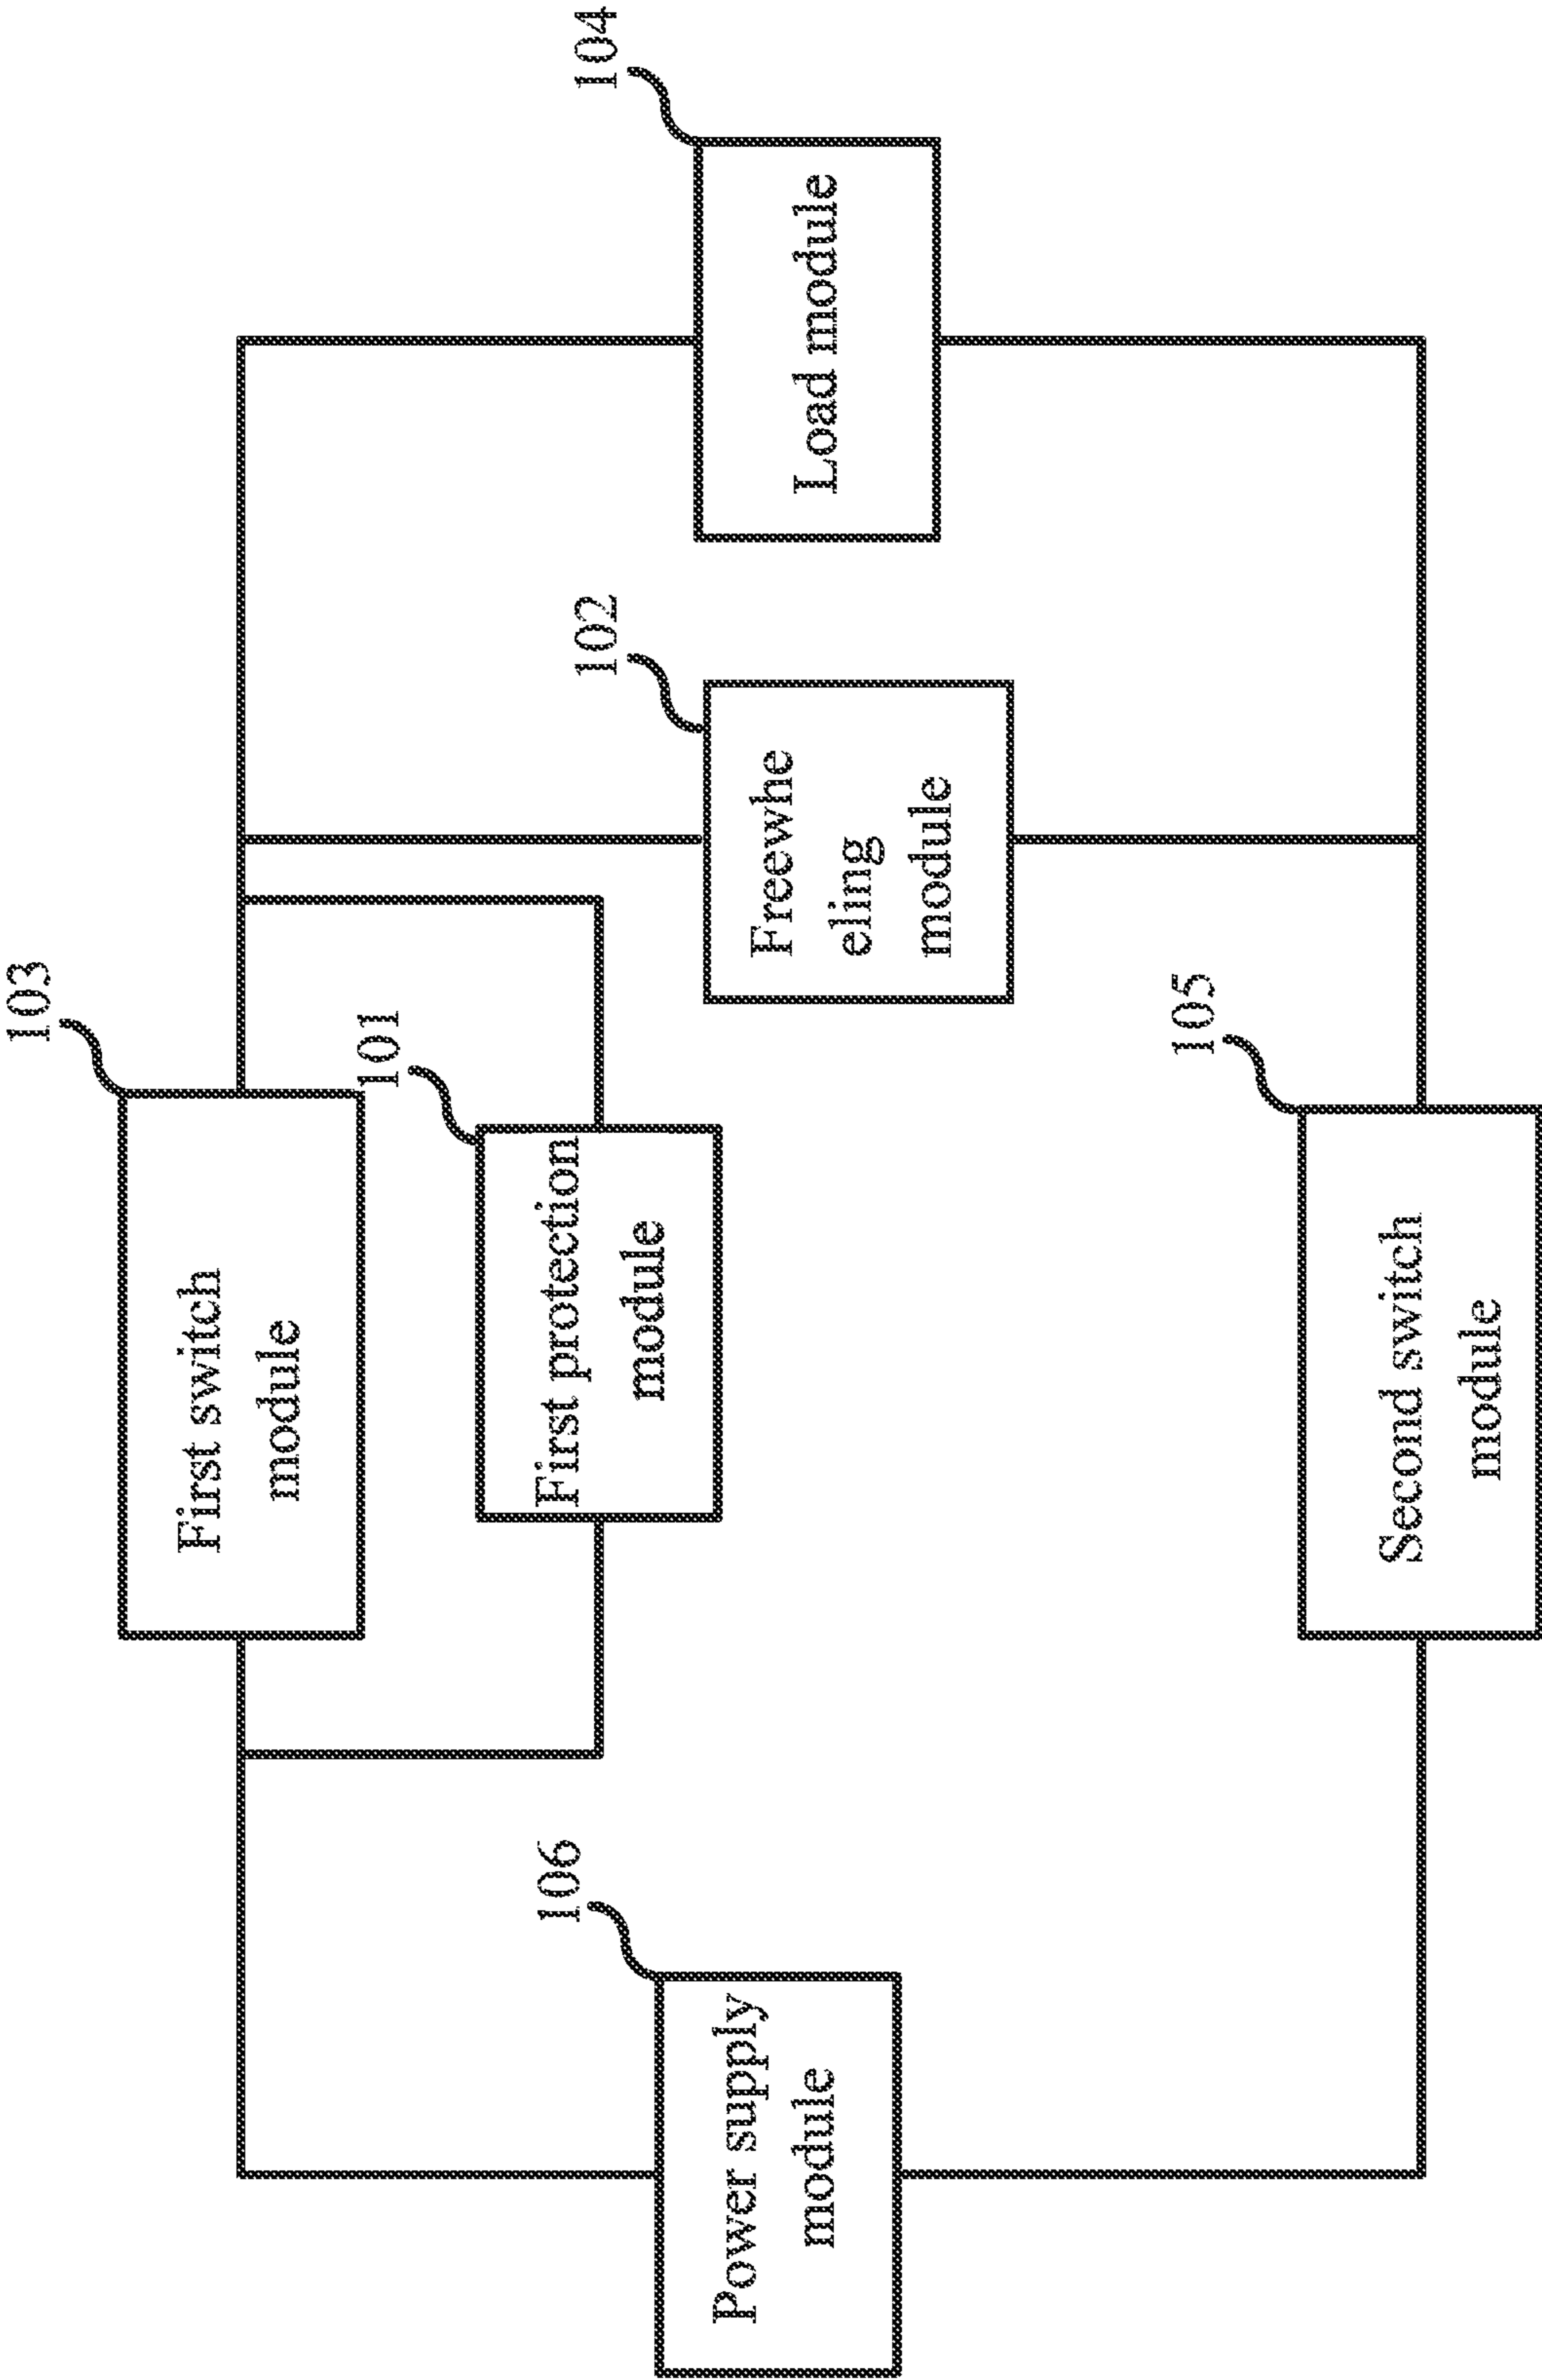 103
First switch
module
101
First protection
module
106
Power supply
module
102
Freewhe
eling
module
104
Load module
105
Second switch
module